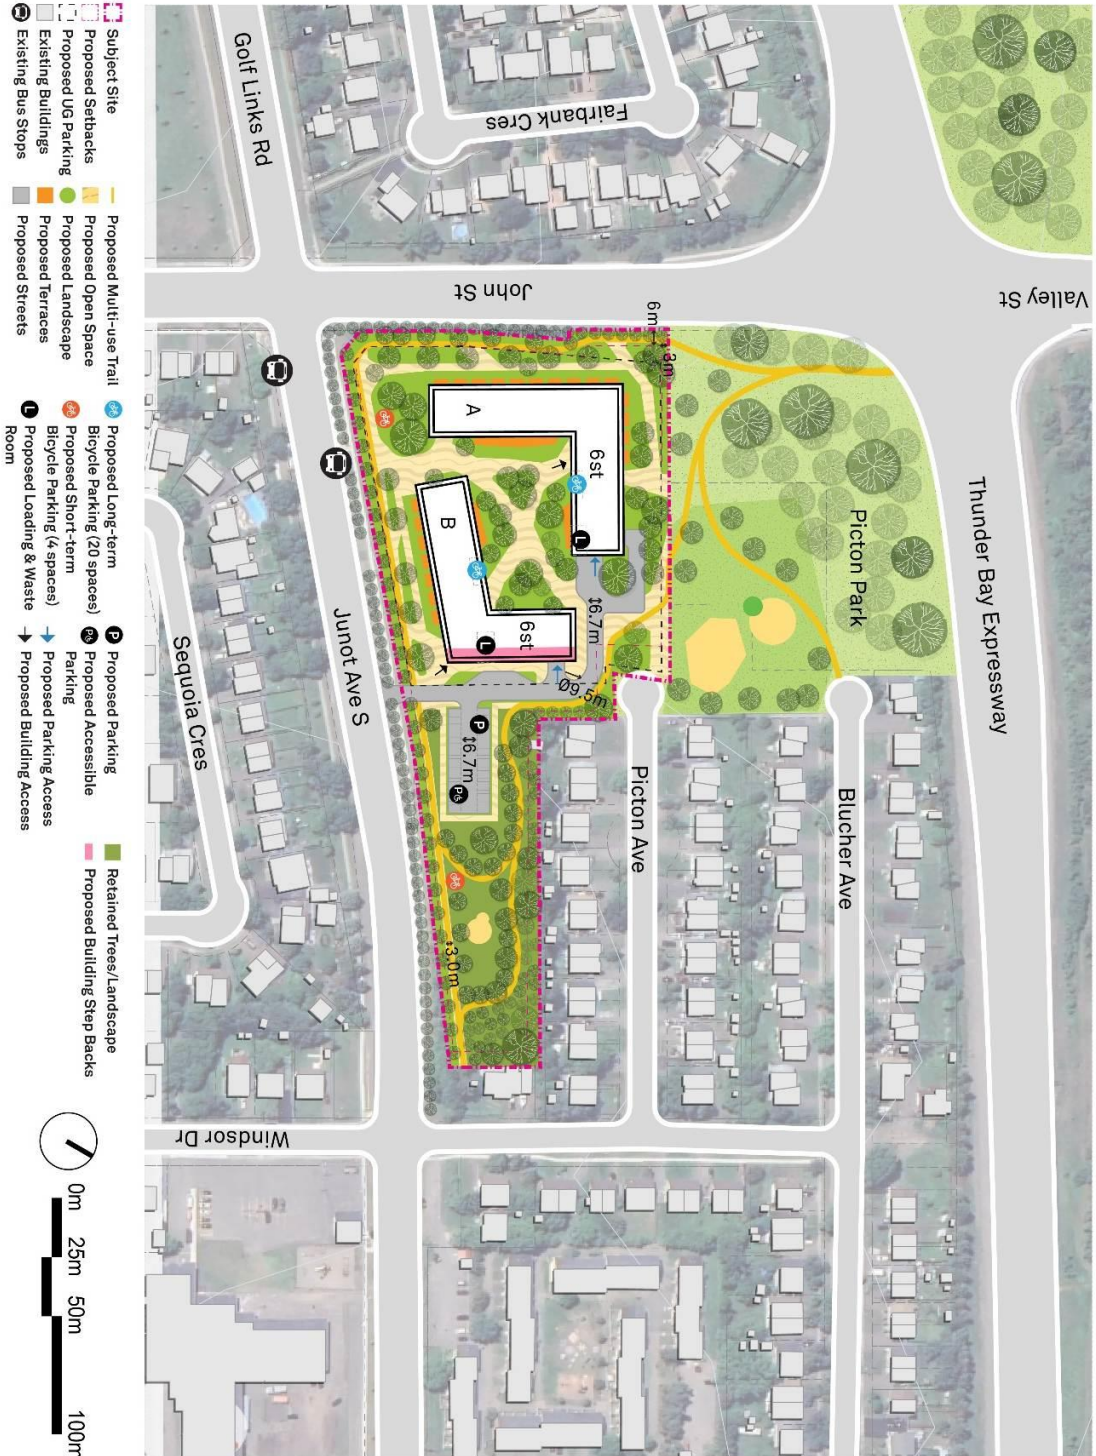 Golf Links Rd
Fairbank Cres
John St
Valley St
Thunder Bay Expressway
Picton Park
6m
3m
A
6st
L
B
6st
L
6.7m
Ø9.5m
P
6.7m
P
3.0m
Junot Ave S
Sequoia Cres
Picton Ave
Blucher Ave
Windsor Dr
Subject Site
Proposed Setbacks
Proposed UG Parking
Existing Buildings
Existing Bus Stops
Proposed Multi-use Trail
Proposed Open Space
Proposed Landscape
Proposed Terraces
Proposed Streets
Proposed Long-term
Bicycle Parking (20 spaces)
Proposed Short-term
Bicycle Parking (4 spaces)
L Proposed Loading & Waste
Room
P Proposed Parking
P Proposed Accessible
Parking
Proposed Parking Access
Proposed Building Access
Retained Trees/Landscape
Proposed Building Step Backs
0m 25m 50m 100m